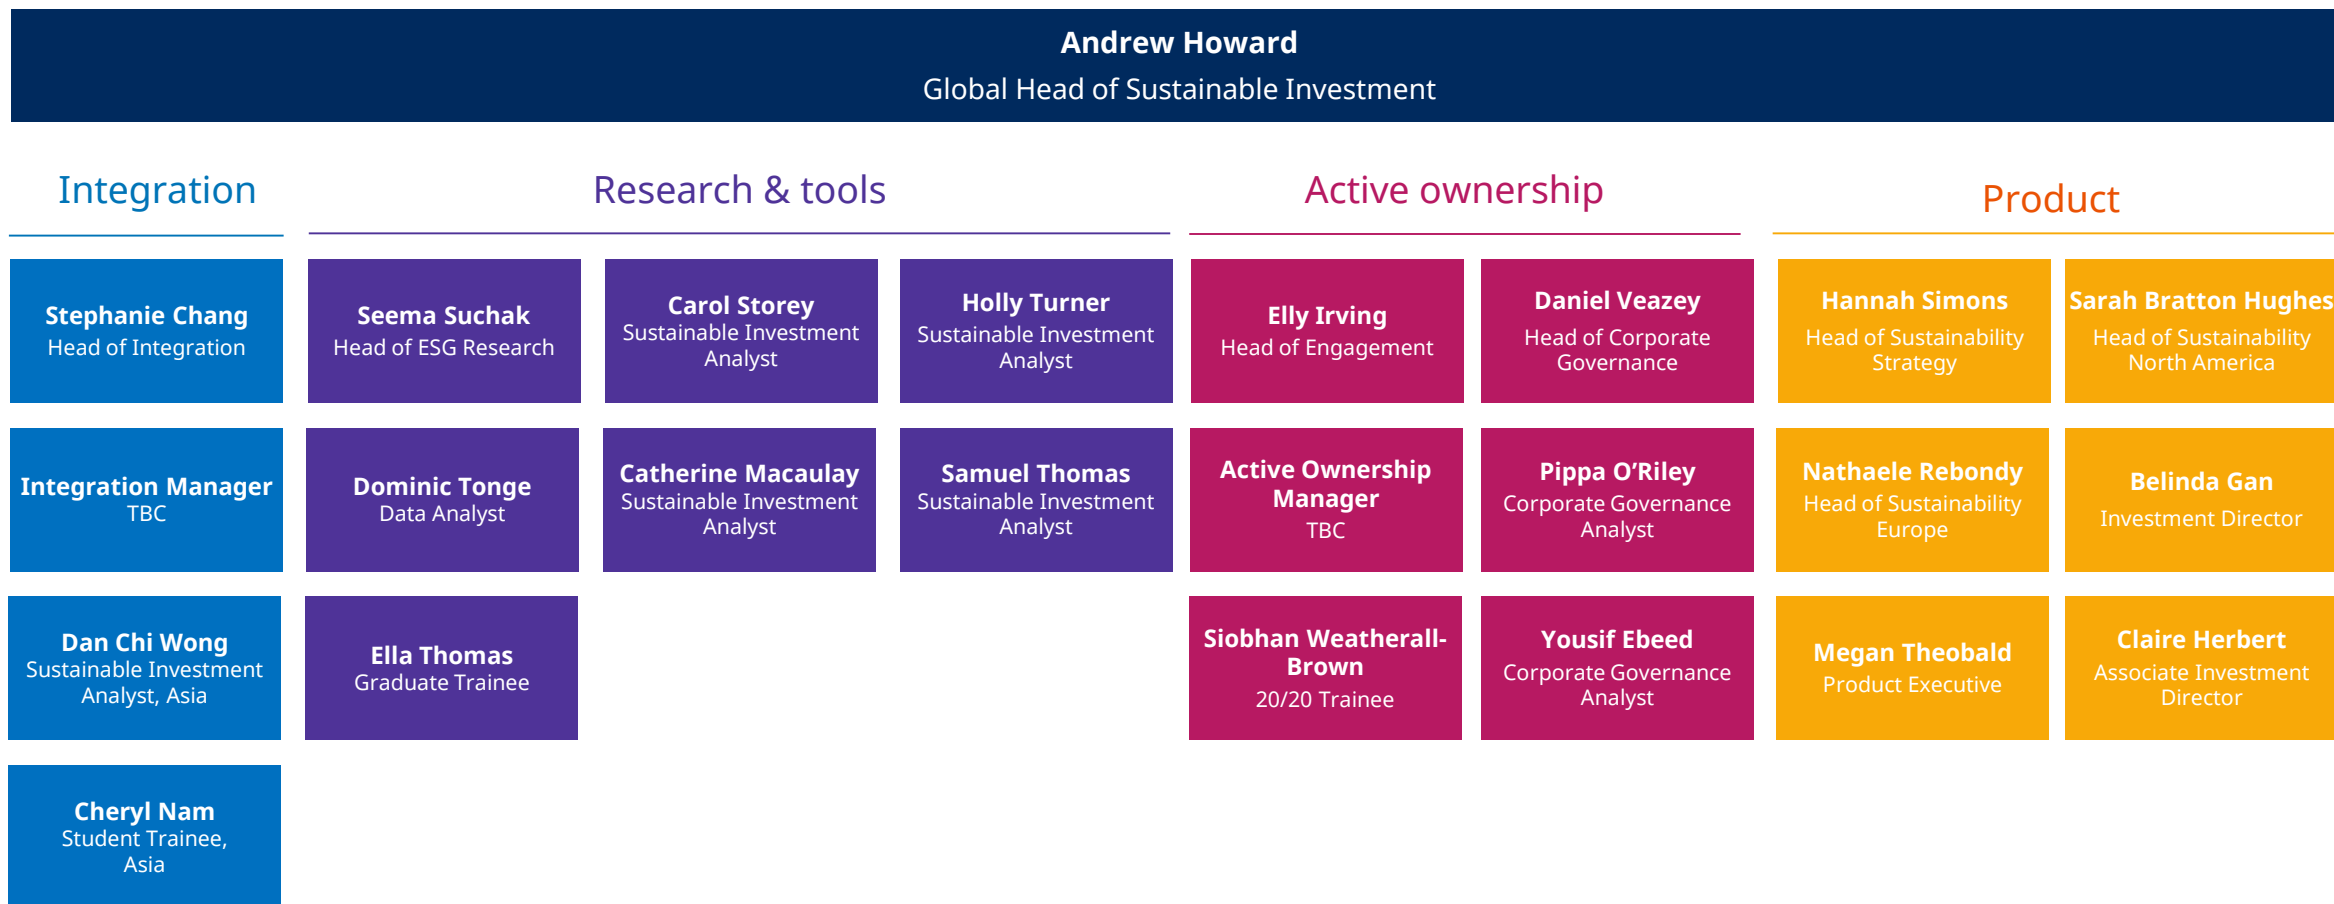 Andrew Howard
Global Head of Sustainable Investment
Integration
Research & tools
Active ownership
Product
Stephanie Chang
Head of Integration
Seema Suchak
Head of ESG Research
Carol Storey
Sustainable Investment
Analyst
Holly Turner
Sustainable Investment
Analyst
Elly Irving
Head of Engagement
Daniel Veazey
Head of Corporate
Governance
Hannah Simons
Head of Sustainability
Strategy
Sarah Bratton Hughes
Head of Sustainability
North America
Integration Manager
TBC
Dominic Tonge
Data Analyst
Catherine Macaulay
Sustainable Investment
Analyst
Samuel Thomas
Sustainable Investment
Analyst
Active Ownership
Manager
TBC
Pippa O’Riley
Corporate Governance
Analyst
Nathaele Rebondy
Head of Sustainability
Europe
Belinda Gan
Investment Director
Dan Chi Wong
Sustainable Investment
Analyst, Asia
Ella Thomas
Graduate Trainee
Siobhan Weatherall-
Brown
20/20 Trainee
Yousif Ebeed
Corporate Governance
Analyst
Megan Theobald
Product Executive
Claire Herbert
Associate Investment
Director
Cheryl Nam
Student Trainee,
Asia